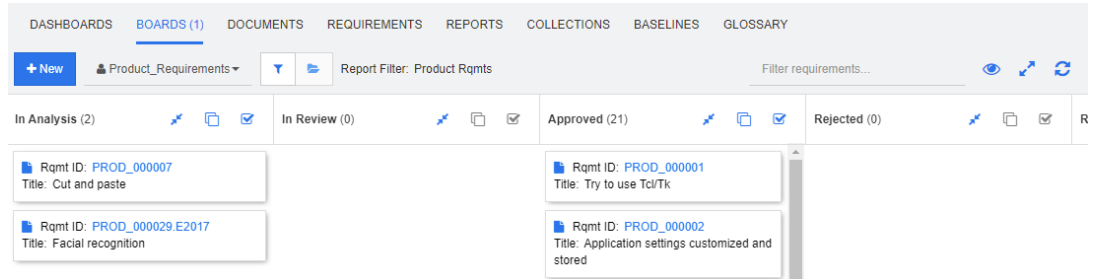 DASHBOARDS BOARDS (1) DOCUMENTS REQUIREMENTS REPORTS COLLECTIONS BASELINES GLOSSARY
+ New Product_Requirements Report Filter: Product Rqmts Filter requirements...
In Analysis (2) In Review (0) Approved (21) Rejected (0) R
Rqmt ID: PROD_000007
Title: Cut and paste
Rqmt ID: PROD_000029.E2017
Title: Facial recognition
Rqmt ID: PROD_000001
Title: Try to use Tcl/Tk
Rqmt ID: PROD_000002
Title: Application settings customized and
stored